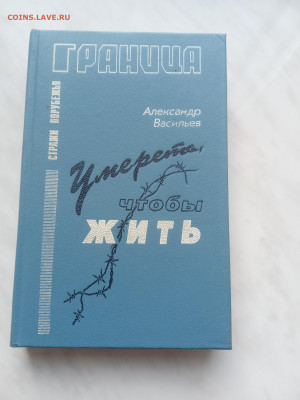 COINS.LAVE.RU
ГРАНИЦА
СТРАЖИ ПОРУБЕЖЬЯ
Александр
Васильев
Умереть,
чтобы
ЖИТЬ